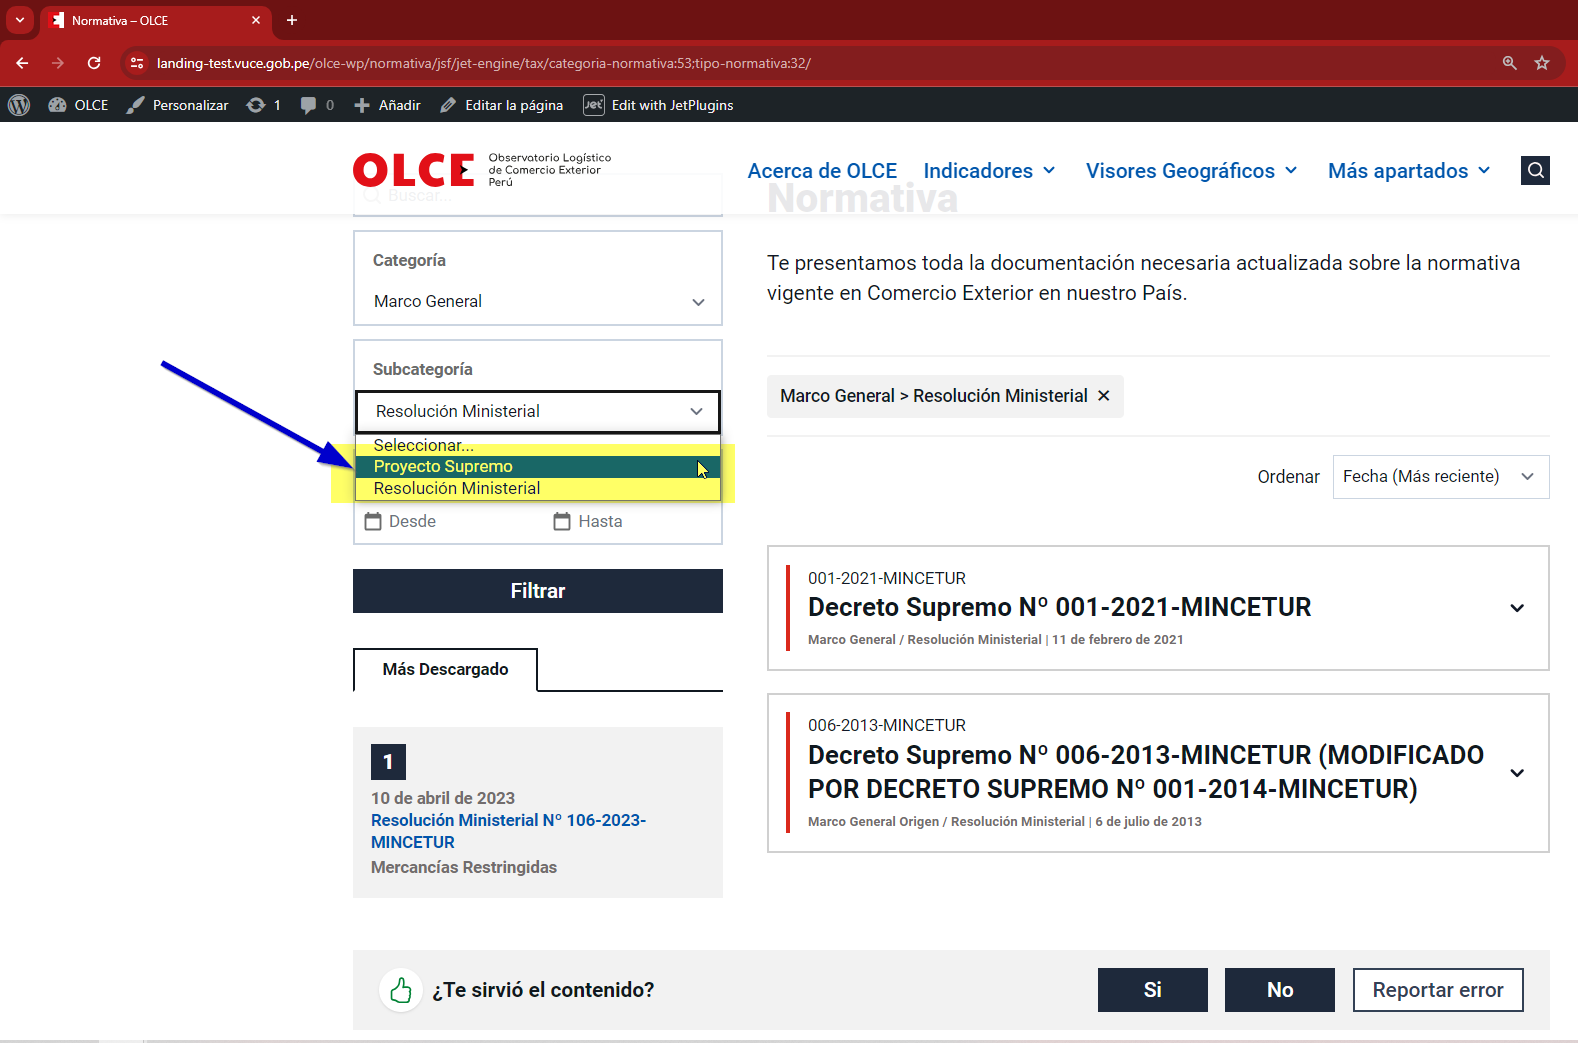 Normativa – OLCE
landing-test.vuce.gob.pe/olce-wp/normativa/jsf/jet-engine/tax/categoria-normativa:53;tipo-normativa:32/
OLCE
Personalizar
1
0
Añadir
Editar la página
Jet
Edit with JetPlugins
OLCE
Observatorio Logístico
de Comercio Exterior
Perú
Acerca de OLCE
Indicadores
Visores Geográficos
Más apartados
Buscar...
Categoría
Marco General
Subcategoría
Resolución Ministerial
Seleccionar...
Proyecto Supremo
Resolución Ministerial
Desde
Hasta
Filtrar
Más Descargado
1
10 de abril de 2023
Resolución Ministerial Nº 106-2023-
MINCETUR
Mercancías Restringidas
Normativa
Te presentamos toda la documentación necesaria actualizada sobre la normativa
vigente en Comercio Exterior en nuestro País.
Marco General > Resolución Ministerial ✕
Ordenar
Fecha (Más reciente)
001-2021-MINCETUR
Decreto Supremo Nº 001-2021-MINCETUR
Marco General / Resolución Ministerial | 11 de febrero de 2021
006-2013-MINCETUR
Decreto Supremo Nº 006-2013-MINCETUR (MODIFICADO
POR DECRETO SUPREMO Nº 001-2014-MINCETUR)
Marco General Origen / Resolución Ministerial | 6 de julio de 2013
¿Te sirvió el contenido?
Si
No
Reportar error